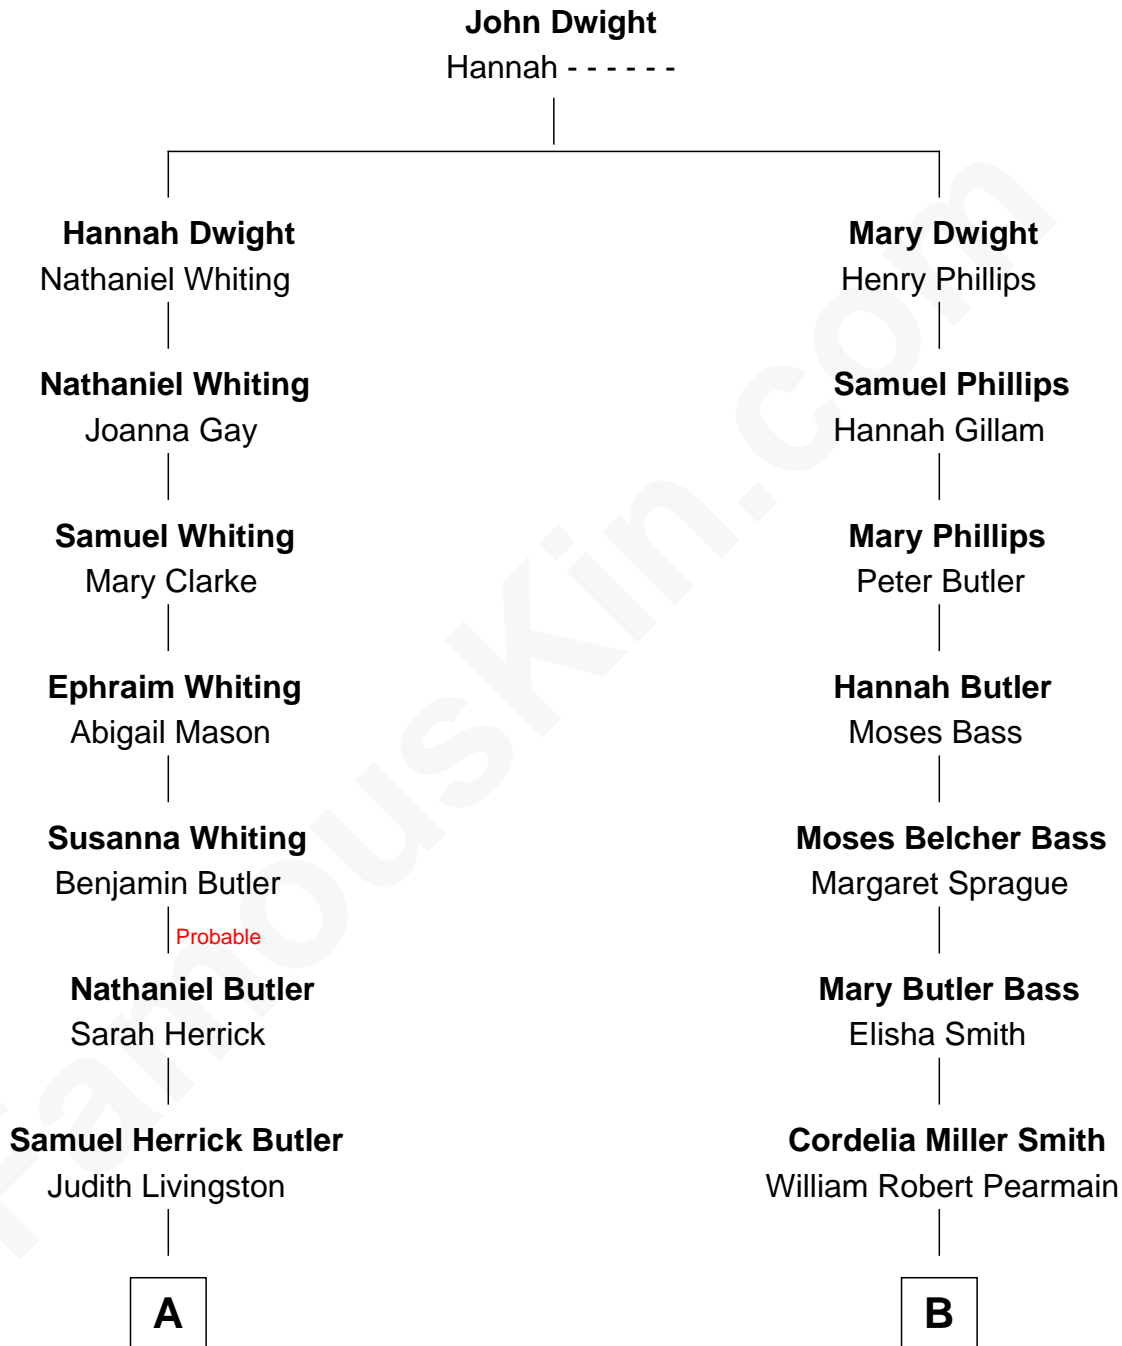 John Dwight
Hannah - - - - - -
Hannah Dwight
Nathaniel Whiting
Mary Dwight
Henry Phillips
Nathaniel Whiting
Joanna Gay
Samuel Phillips
Hannah Gillam
Samuel Whiting
Mary Clarke
Mary Phillips
Peter Butler
Ephraim Whiting
Abigail Mason
Hannah Butler
Moses Bass
Susanna Whiting
Benjamin Butler
Moses Belcher Bass
Margaret Sprague
Probable
Nathaniel Butler
Sarah Herrick
Mary Butler Bass
Elisha Smith
Samuel Herrick Butler
Judith Livingston
Cordelia Miller Smith
William Robert Pearmain
A
B
FamousKin.com